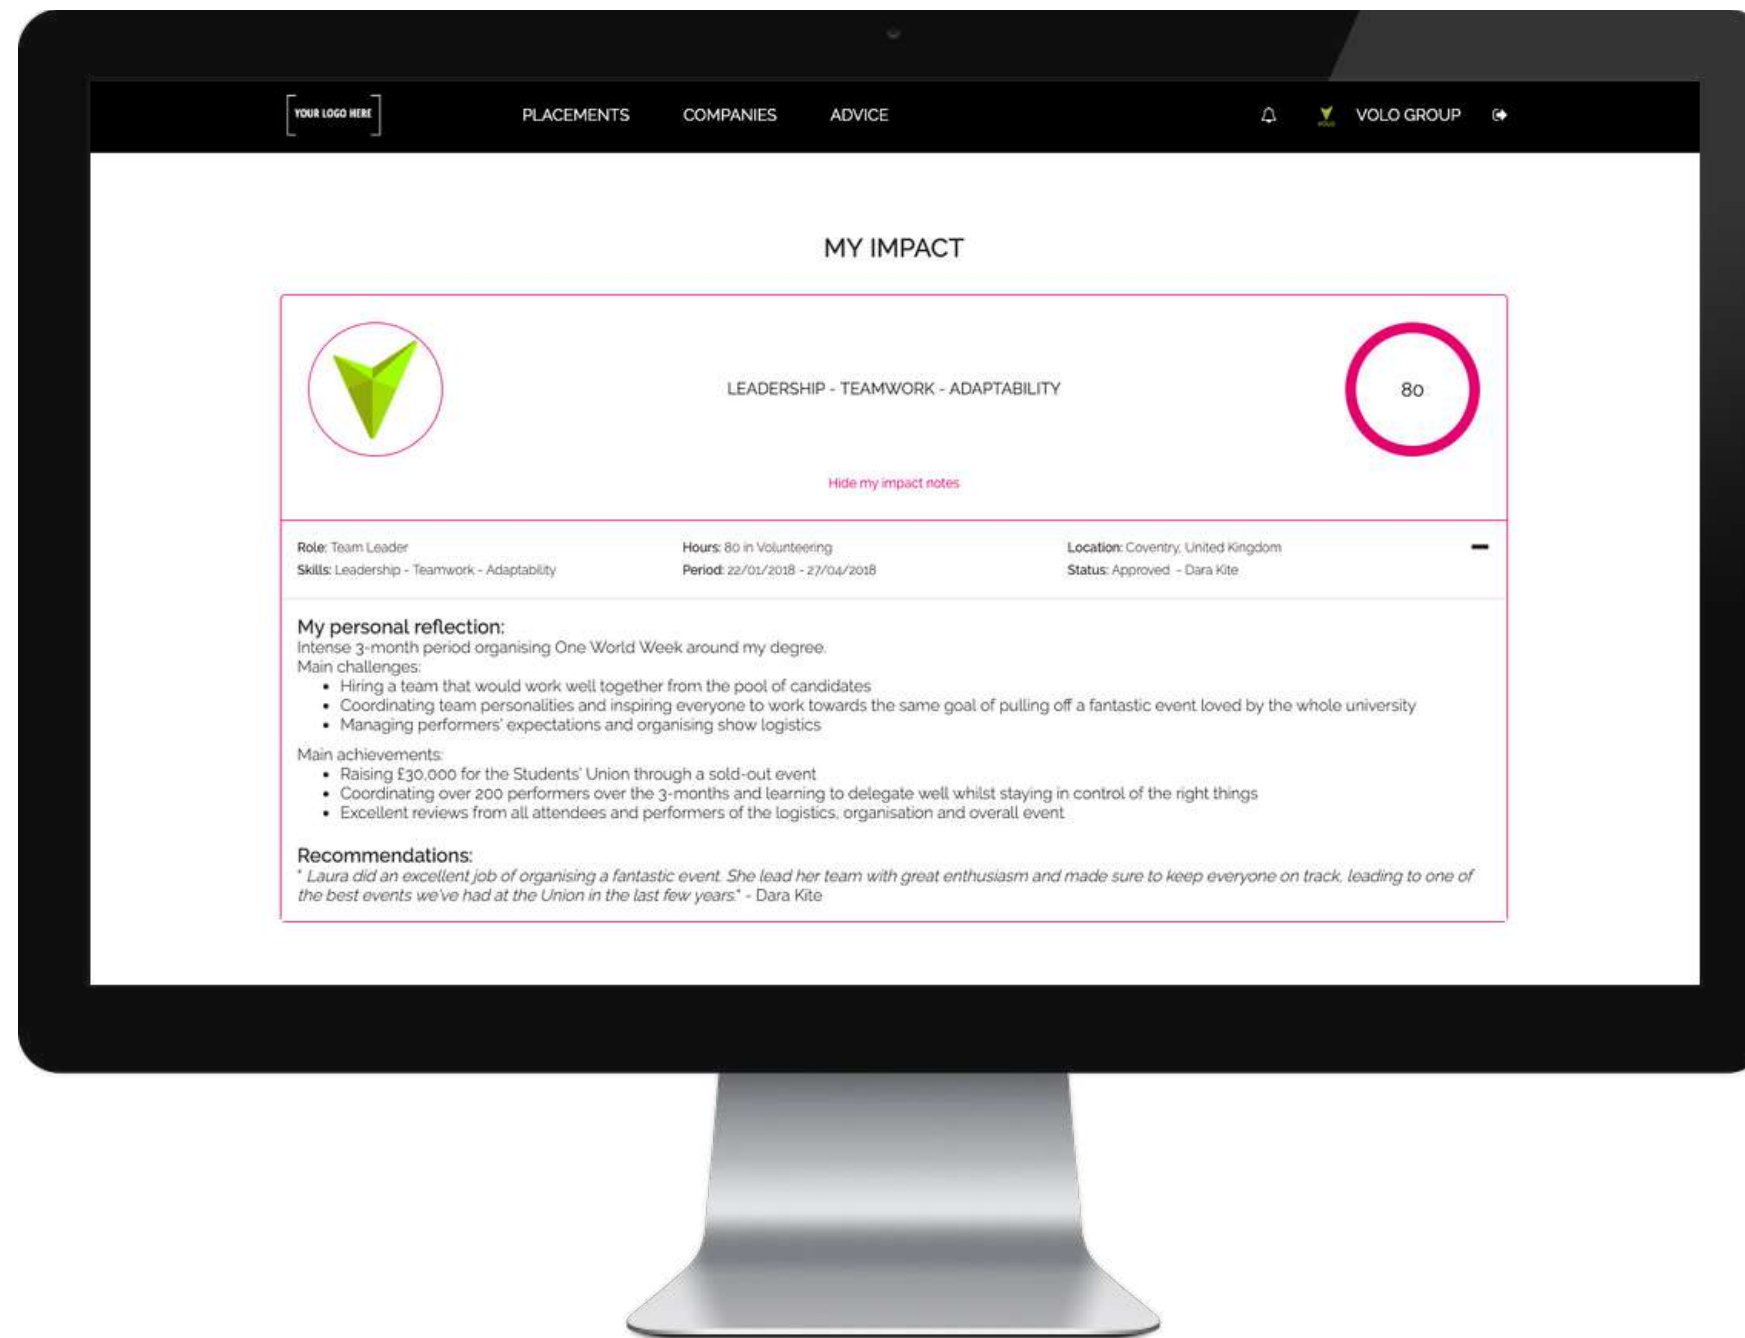 YOUR LOGO HERE
PLACEMENTS COMPANIES ADVICE
VOLO GROUP
MY IMPACT
LEADERSHIP - TEAMWORK - ADAPTABILITY
80
Hide my impact notes
Role: Team Leader
Skills: Leadership - Teamwork - Adaptability
Hours: 80 in Volunteering
Period: 22/01/2018 - 27/04/2018
Location: Coventry, United Kingdom
Status: Approved - Dara Kite
My personal reflection:
Intense 3-month period organising One World Week around my degree.
Main challenges:
• Hiring a team that would work well together from the pool of candidates
• Coordinating team personalities and inspiring everyone to work towards the same goal of pulling off a fantastic event loved by the whole university
• Managing performers' expectations and organising show logistics
Main achievements:
• Raising £30,000 for the Students' Union through a sold-out event
• Coordinating over 200 performers over the 3-months and learning to delegate well whilst staying in control of the right things
• Excellent reviews from all attendees and performers of the logistics, organisation and overall event
Recommendations:
" Laura did an excellent job of organising a fantastic event. She lead her team with great enthusiasm and made sure to keep everyone on track, leading to one of
the best events we've had at the Union in the last few years." - Dara Kite